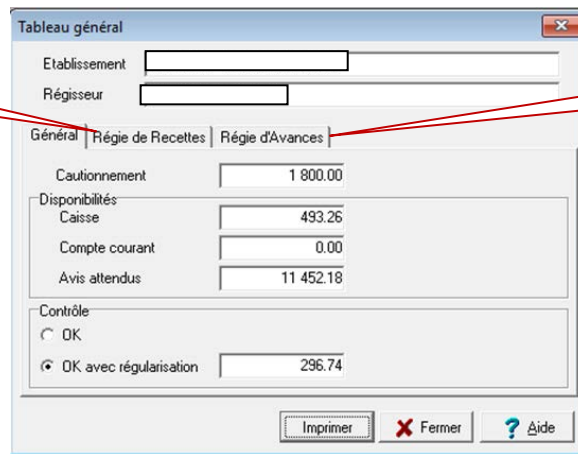 Tableau général
Etablissement
Régisseur
Général Régie de Recettes Régie d'Avances
Cautionnement 1 800.00
Disponibilités
Caisse 493.26
Compte courant 0.00
Avis attendus 11 452.18
Contrôle
OK
OK avec régularisation 296.74
Imprimer Fermer ? Aide